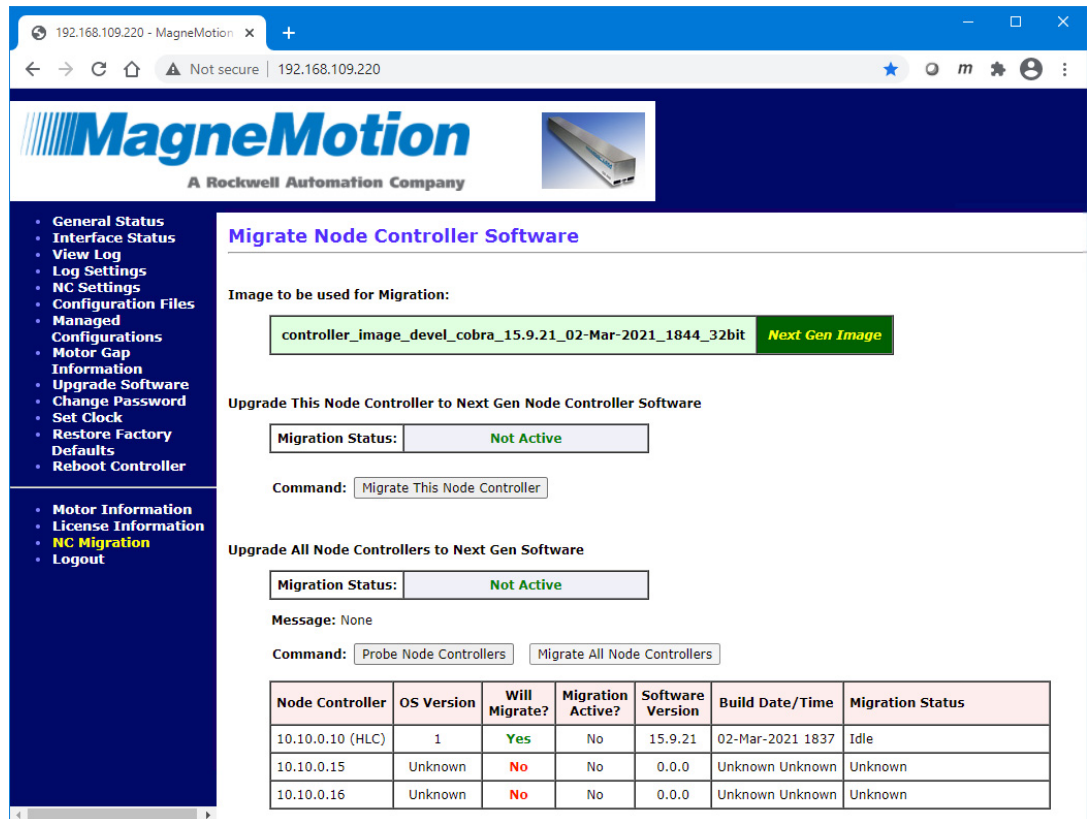 192.168.109.220 - MagneMotion
Not secure | 192.168.109.220
m
MagneMotion
A Rockwell Automation Company
General Status
Interface Status
View Log
Log Settings
NC Settings
Configuration Files
Managed
Configurations
Motor Gap
Information
Upgrade Software
Change Password
Set Clock
Restore Factory
Defaults
Reboot Controller
Motor Information
License Information
NC Migration
Logout
Migrate Node Controller Software
Image to be used for Migration:
controller_image_devel_cobra_15.9.21_02-Mar-2021_1844_32bit Next Gen Image
Upgrade This Node Controller to Next Gen Node Controller Software
Migration Status: Not Active
Command: Migrate This Node Controller
Upgrade All Node Controllers to Next Gen Software
Migration Status: Not Active
Message: None
Command: Probe Node Controllers Migrate All Node Controllers
Node Controller OS Version Will Migrate? Migration Active? Software Version Build Date/Time Migration Status
10.10.0.10 (HLC) 1 Yes No 15.9.21 02-Mar-2021 1837 Idle
10.10.0.15 Unknown No No 0.0.0 Unknown Unknown Unknown
10.10.0.16 Unknown No No 0.0.0 Unknown Unknown Unknown